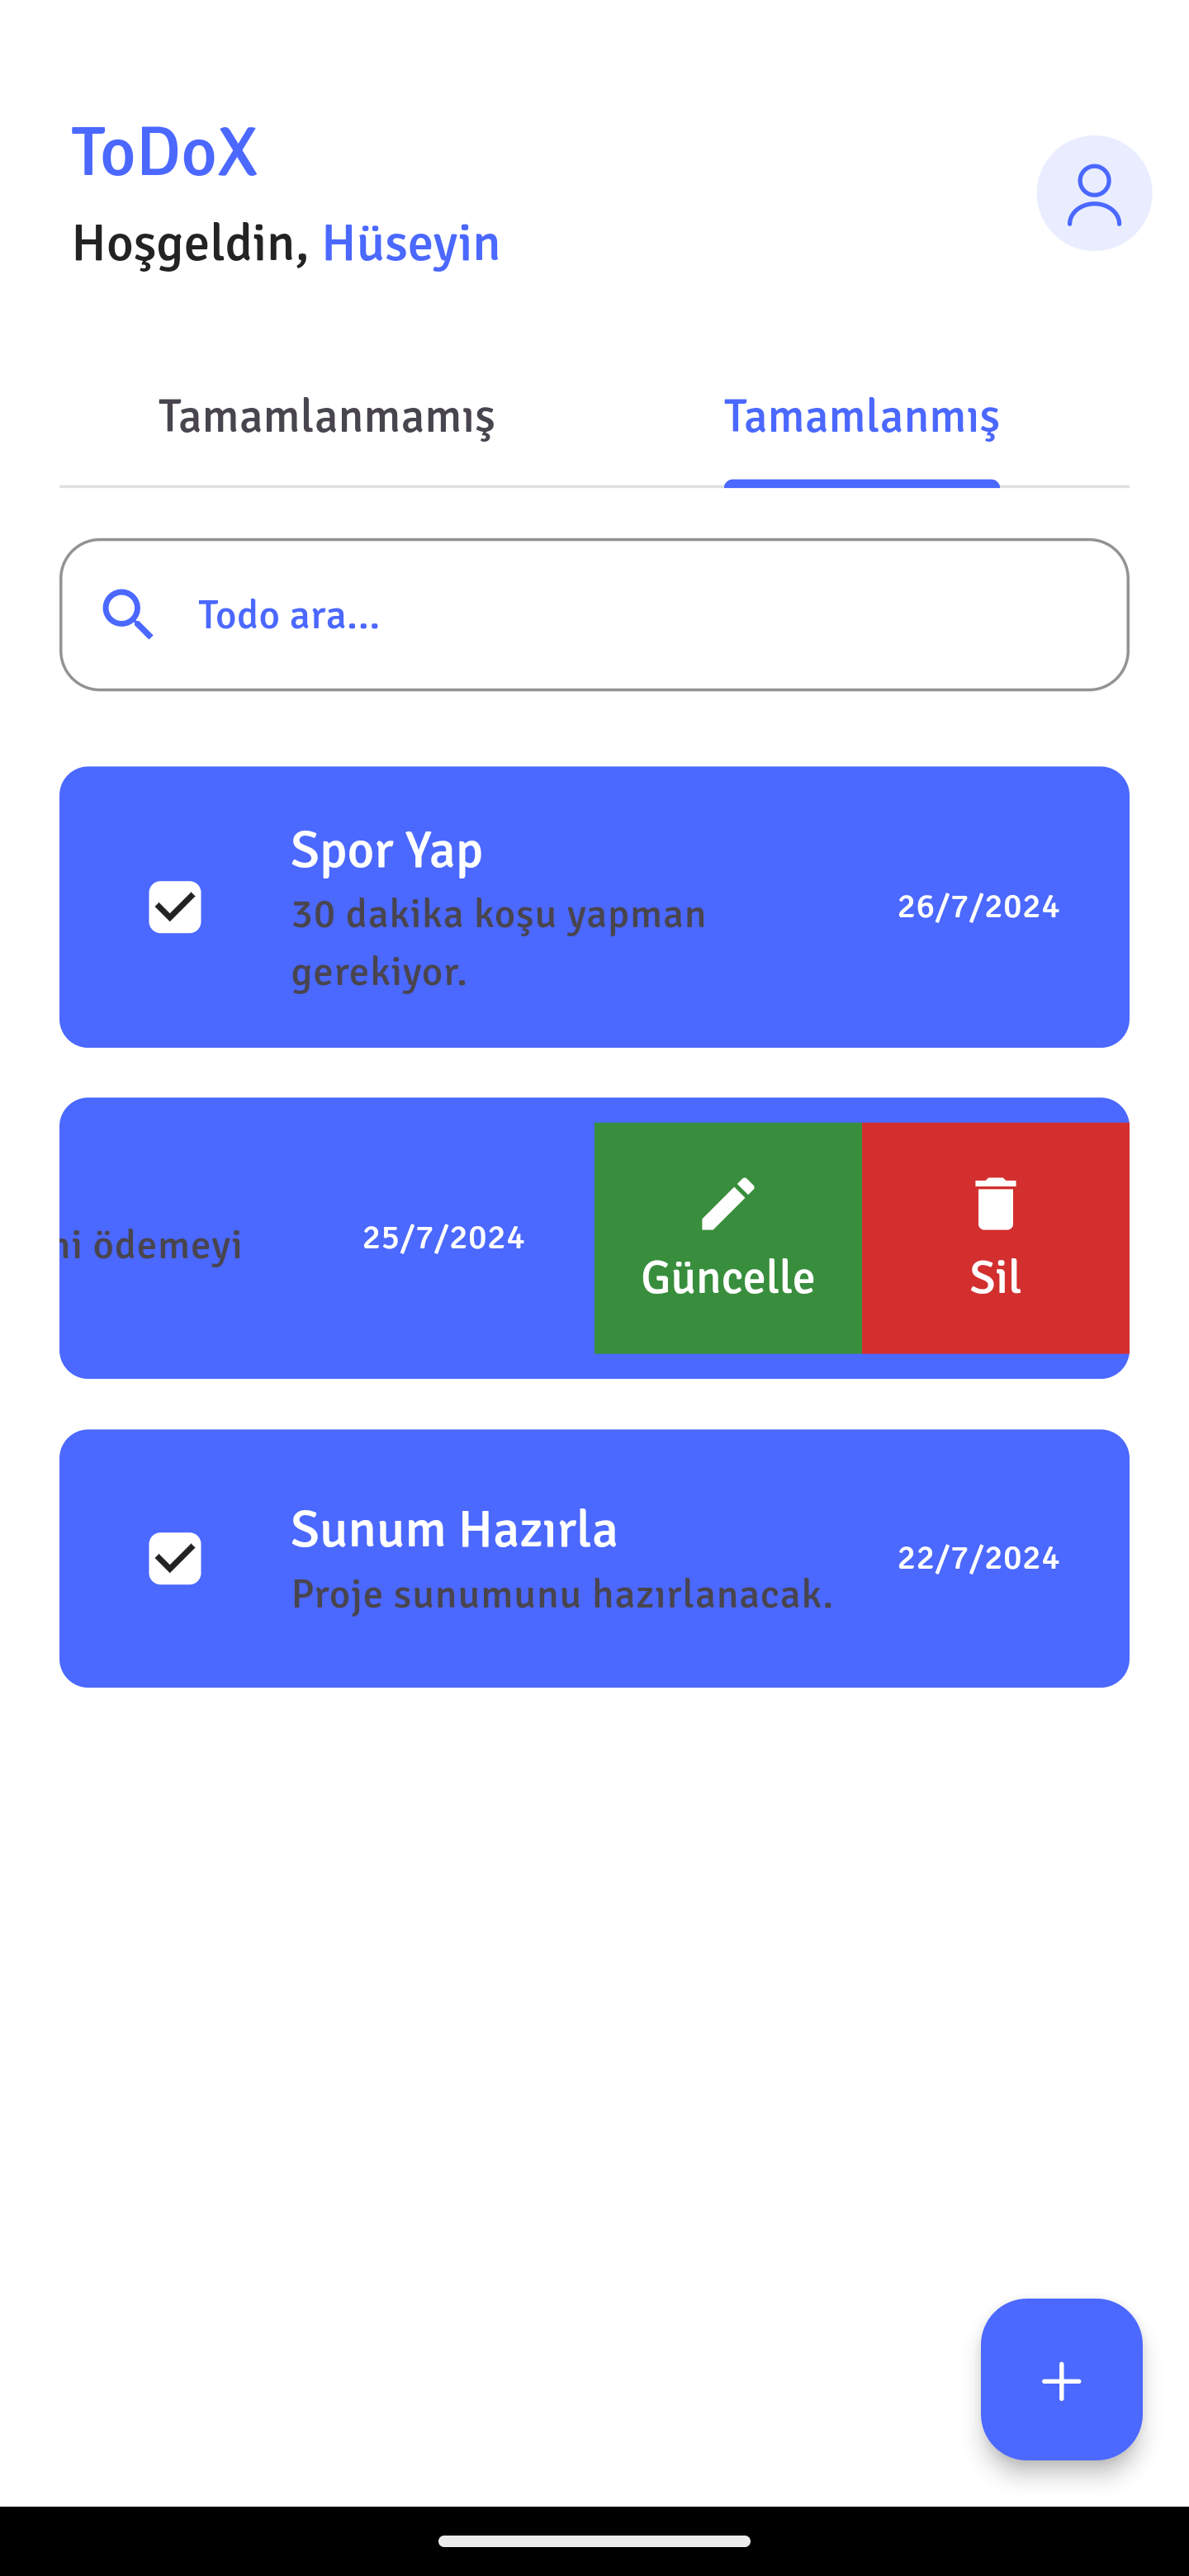 ToDoX
Hoşgeldin, Hüseyin
Tamamlanmamış
Tamamlanmış
Todo ara...
Spor Yap
30 dakika koşu yapman
gerekiyor.
26/7/2024
ödemeyi
25/7/2024
Güncelle
Sil
Sunum Hazırla
Proje sunumunu hazırlanacak.
22/7/2024